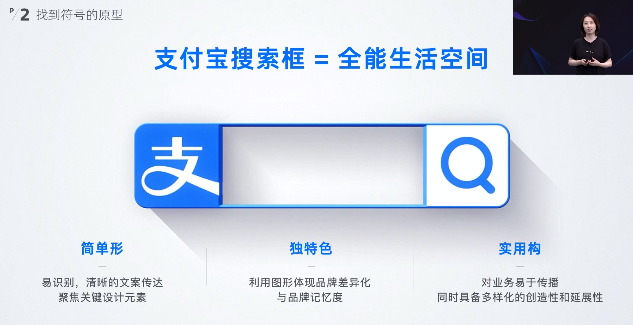 P/2 找到符号的原型
支付宝搜索框 = 全能生活空间
支
简单形
易识别，清晰的文案传达
聚焦关键设计元素
独特色
利用图形体现品牌差异化
与品牌记忆度
实用构
对业务易于传播
同时具备多样化的创造性和延展性